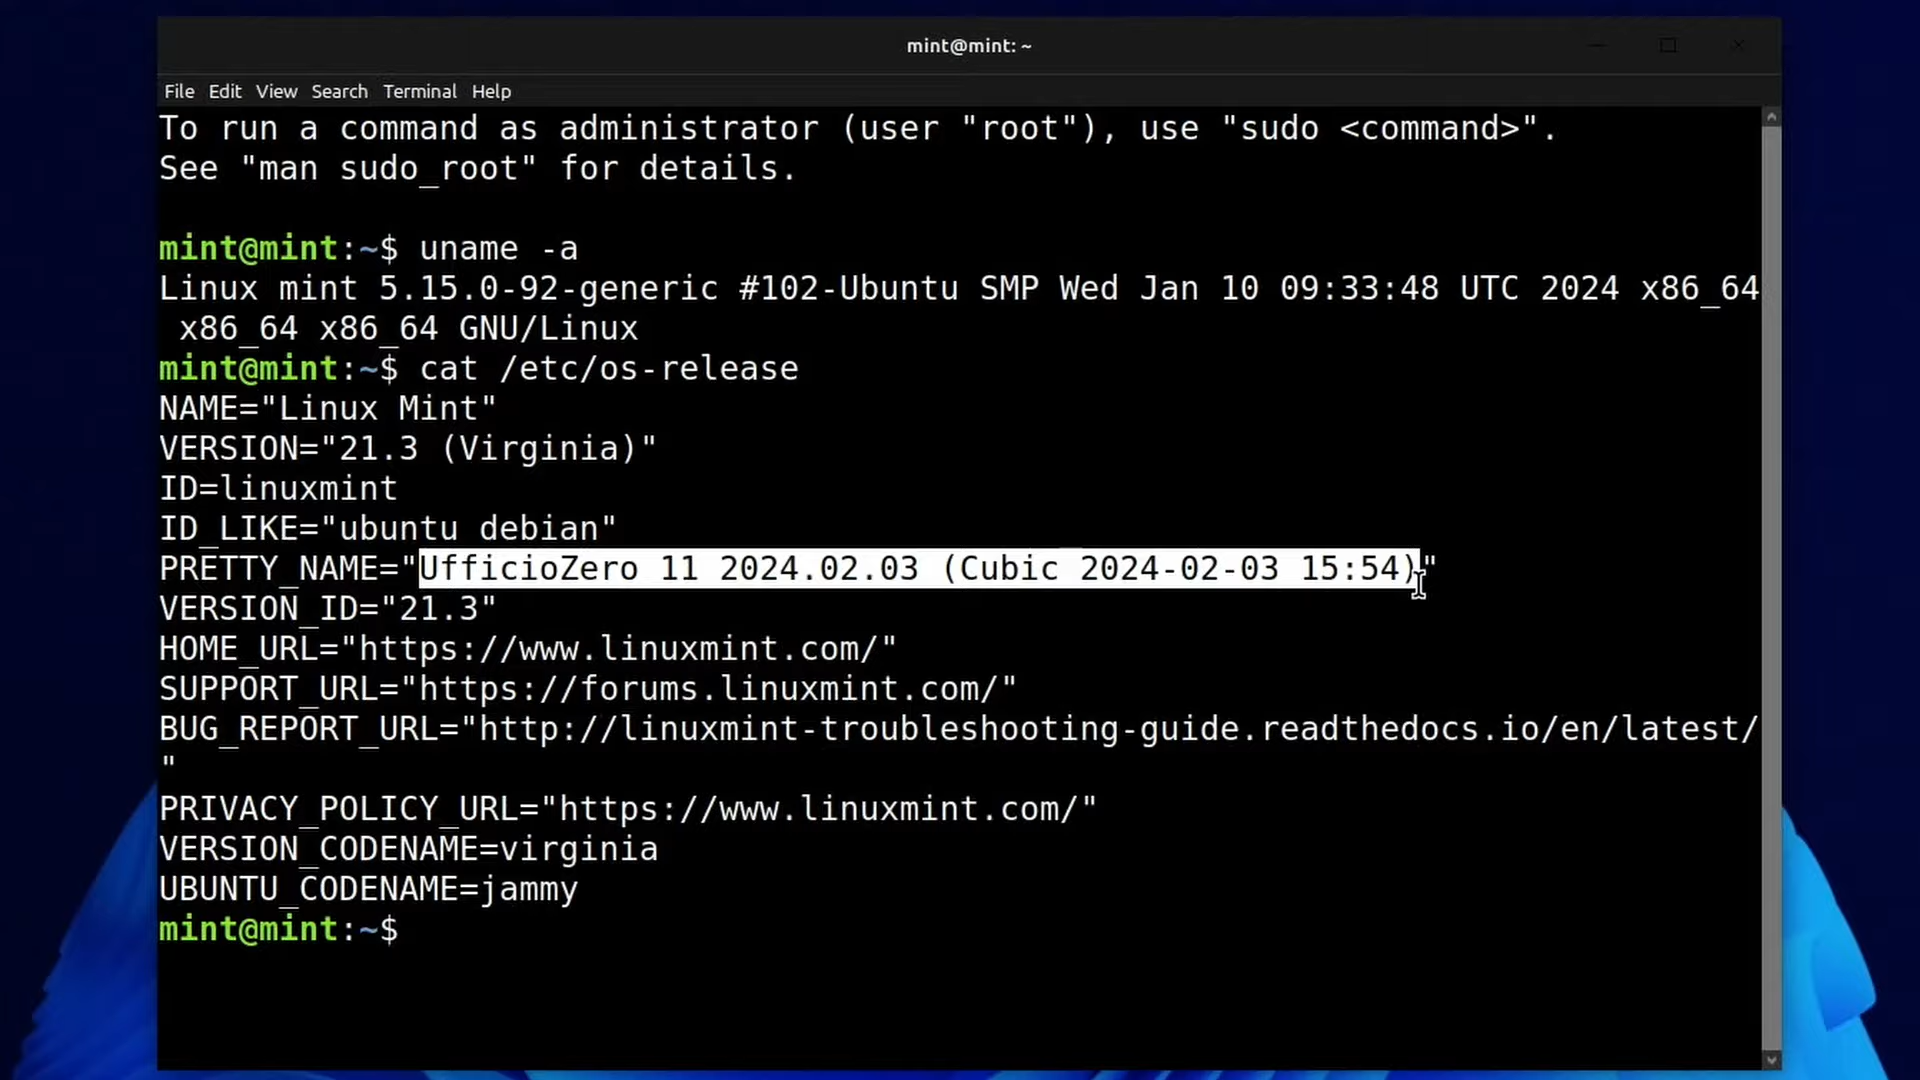 mint@mint: ~
File Edit View Search Terminal Help
To run a command as administrator (user "root"), use "sudo <command>".
See "man sudo_root" for details.
mint@mint:~$ uname -a
Linux mint 5.15.0-92-generic #102-Ubuntu SMP Wed Jan 10 09:33:48 UTC 2024 x86_64
x86_64 x86_64 GNU/Linux
mint@mint:~$ cat /etc/os-release
NAME="Linux Mint"
VERSION="21.3 (Virginia)"
ID=linuxmint
ID_LIKE="ubuntu debian"
PRETTY_NAME="UfficioZero 11 2024.02.03 (Cubic 2024-02-03 15:54)"
VERSION_ID="21.3"
HOME_URL="https://www.linuxmint.com/"
SUPPORT_URL="https://forums.linuxmint.com/"
BUG_REPORT_URL="http://linuxmint-troubleshooting-guide.readthedocs.io/en/latest/
"
PRIVACY_POLICY_URL="https://www.linuxmint.com/"
VERSION_CODENAME=virginia
UBUNTU_CODENAME=jammy
mint@mint:~$